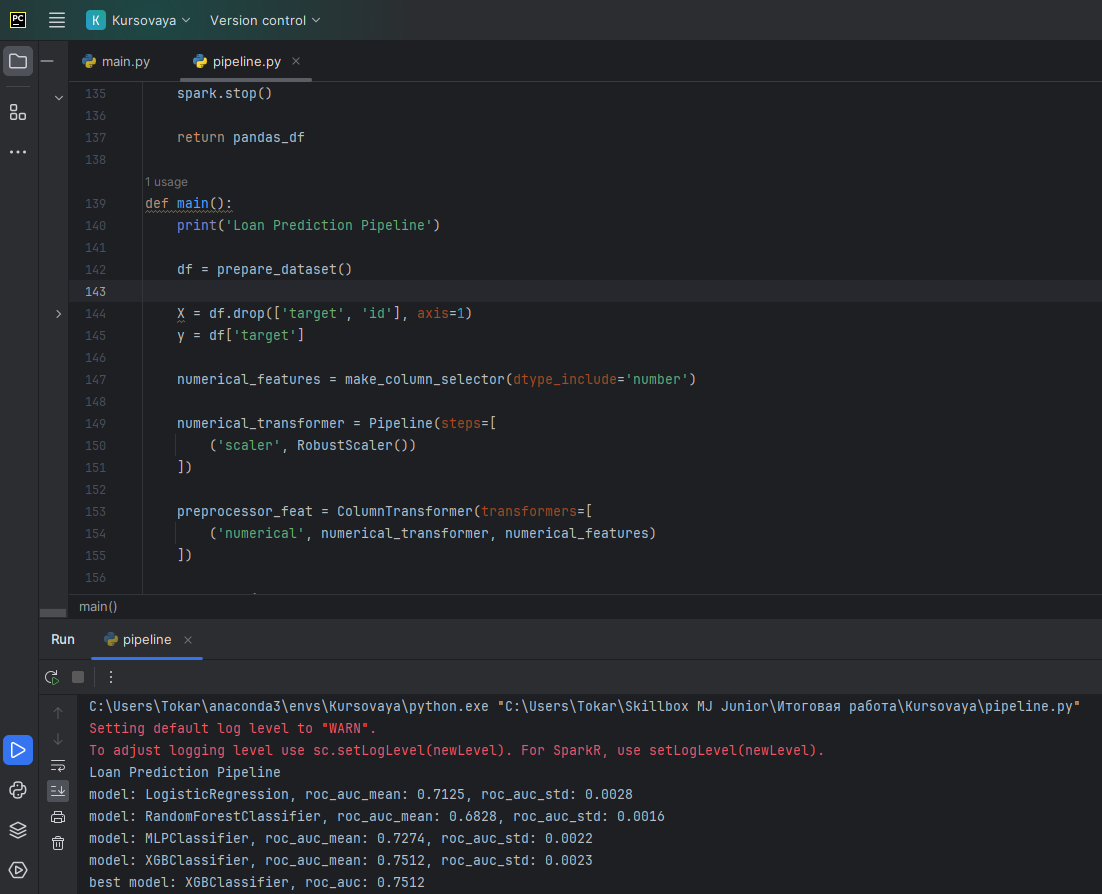 PC K Kursovaya Version control
main.py pipeline.py
135 spark.stop()
136
137 return pandas_df
138
1 usage
139 def main():
140 print('Loan Prediction Pipeline')
141
142 df = prepare_dataset()
143
144 X = df.drop(['target', 'id'], axis=1)
145 y = df['target']
146
147 numerical_features = make_column_selector(dtype_include='number')
148
149 numerical_transformer = Pipeline(steps=[
150 ('scaler', RobustScaler())
151 ])
152
153 preprocessor_feat = ColumnTransformer(transformers=[
154 ('numerical', numerical_transformer, numerical_features)
155 ])
156
main()
Run pipeline
C:\Users\Tokar\anaconda3\envs\Kursovaya\python.exe "C:\Users\Tokar\Skillbox MJ Junior\Итоговая работа\Kursovaya\pipeline.py"
Setting default log level to "WARN".
To adjust logging level use sc.setLogLevel(newLevel). For SparkR, use setLogLevel(newLevel).
Loan Prediction Pipeline
model: LogisticRegression, roc_auc_mean: 0.7125, roc_auc_std: 0.0028
model: RandomForestClassifier, roc_auc_mean: 0.6828, roc_auc_std: 0.0016
model: MLPClassifier, roc_auc_mean: 0.7274, roc_auc_std: 0.0022
model: XGBClassifier, roc_auc_mean: 0.7512, roc_auc_std: 0.0023
best model: XGBClassifier, roc_auc: 0.7512